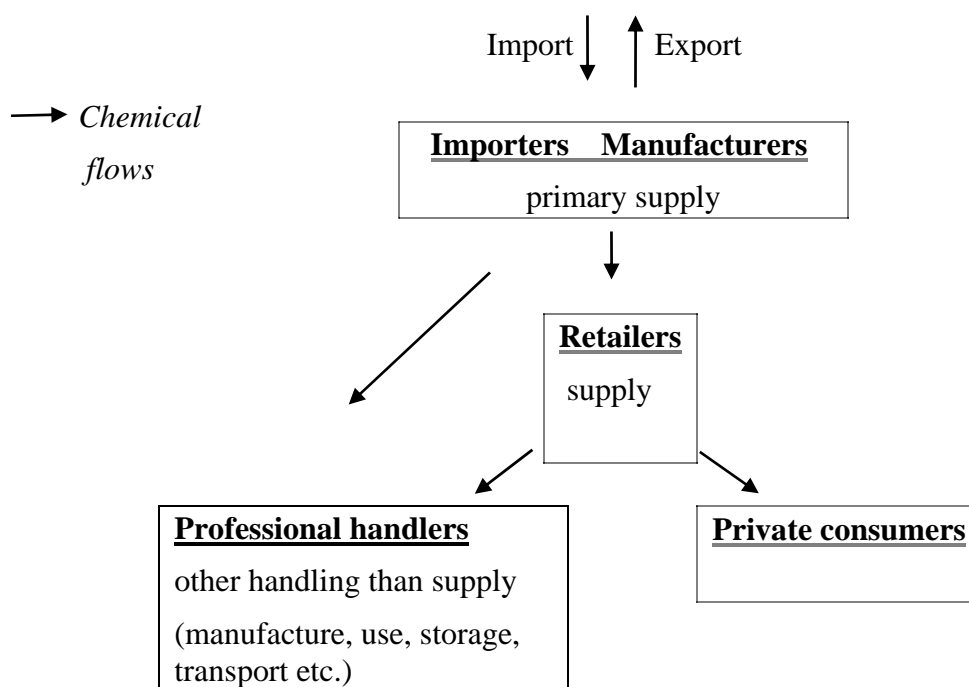 Import Export
Chemical
flows
Importers Manufacturers
primary supply
Retailers
supply
Professional handlers
other handling than supply
(manufacture, use, storage,
transport etc.)
Private consumers